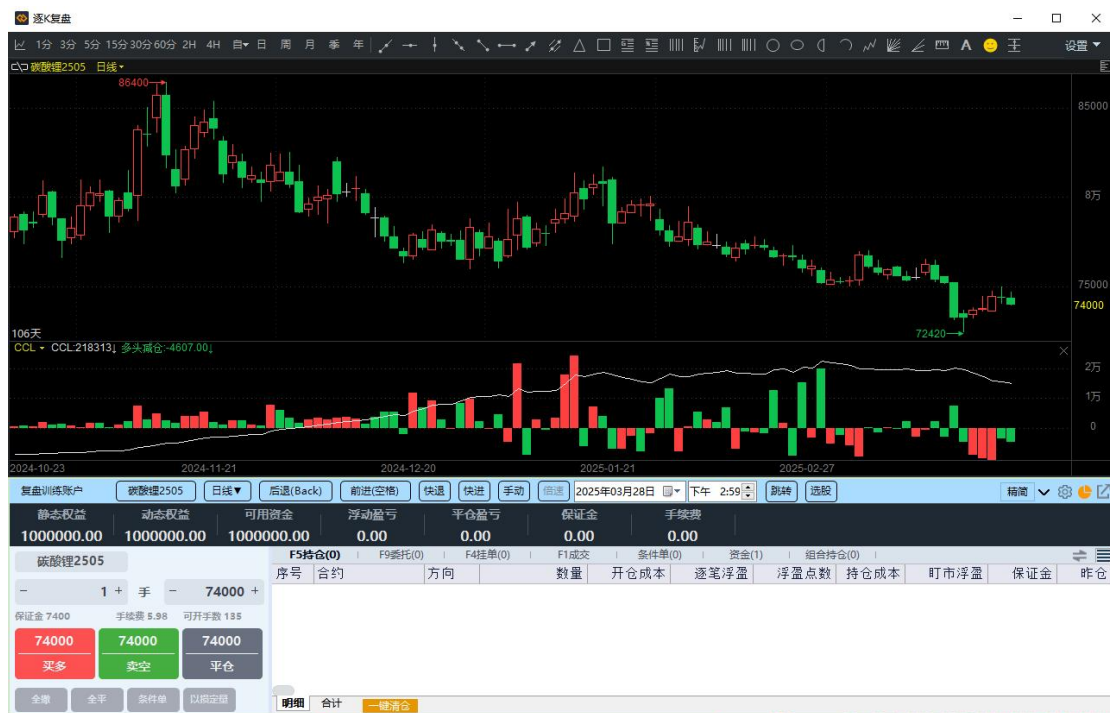 逐K复盘
1分 3分 5分 15分 30分 60分 2H 4H 自 日 周 月 季 年 A 王 设置
碳酸锂2505 日线
86400
85000
8万
75000
74000
72420
106天
CCL CCL:218313↓ 多头减仓:-4607.00↓
2万
1万
0
2024-10-23 2024-11-21 2024-12-20 2025-01-21 2025-02-27
复盘训练账户 碳酸锂2505 日线▼ 后退(Back) 前进(空格) 快退 快进 手动 倍速 2025年03月28日 下午 2:59 跳转 选股 精简
静态权益 动态权益 可用资金 浮动盈亏 平仓盈亏 保证金 手续费
1000000.00 1000000.00 1000000.00 0.00 0.00 0.00 0.00
碳酸锂2505
F5持仓(0) F9委托(0) F4挂单(0) F1成交 条件单(0) 资金(1) 组合持仓(0)
序号 合约 方向 数量 开仓成本 逐笔浮盈 浮盈点数 持仓成本 盯市浮盈 保证金 昨仓
- 1 + 手 - 74000 +
保证金 7400 手续费 5.98 可开手数 135
74000 74000 74000
买多 卖空 平仓
全撤 全平 条件单 以损定量
明细 合计 一键清仓